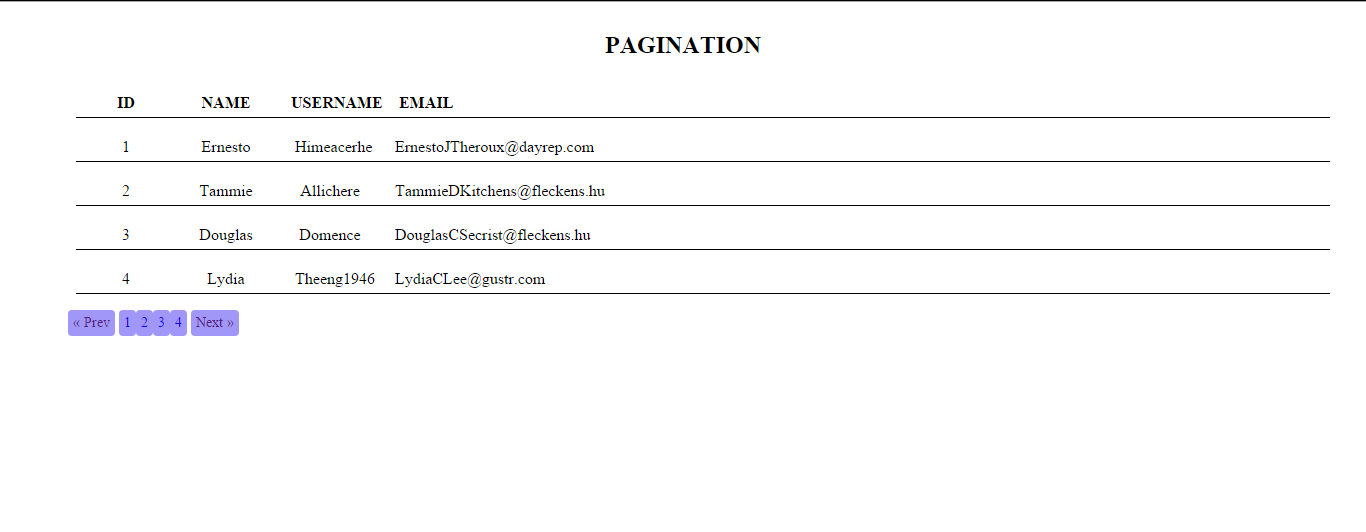 PAGINATION
ID NAME USERNAME EMAIL
1 Ernesto Himeacerhe ErnestoJTheroux@dayrep.com
2 Tammie Allichere TammieDKitchens@fleckens.hu
3 Douglas Domence DouglasCSecrist@fleckens.hu
4 Lydia Theeng1946 LydiaCLee@gustr.com
« Prev 1 2 3 4 Next »